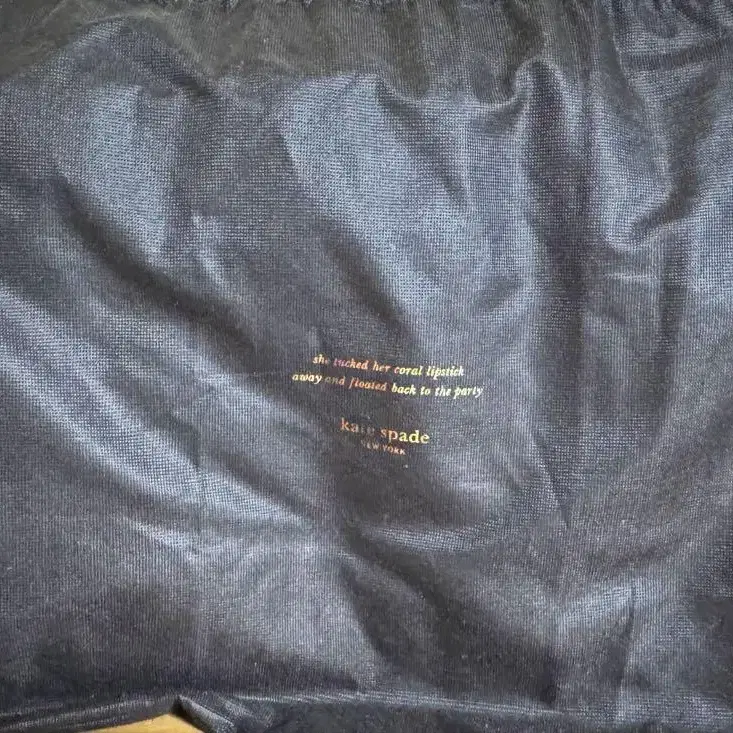 she tucked her coral lipstick
away and floated back to the party
kate spade
NEW YORK